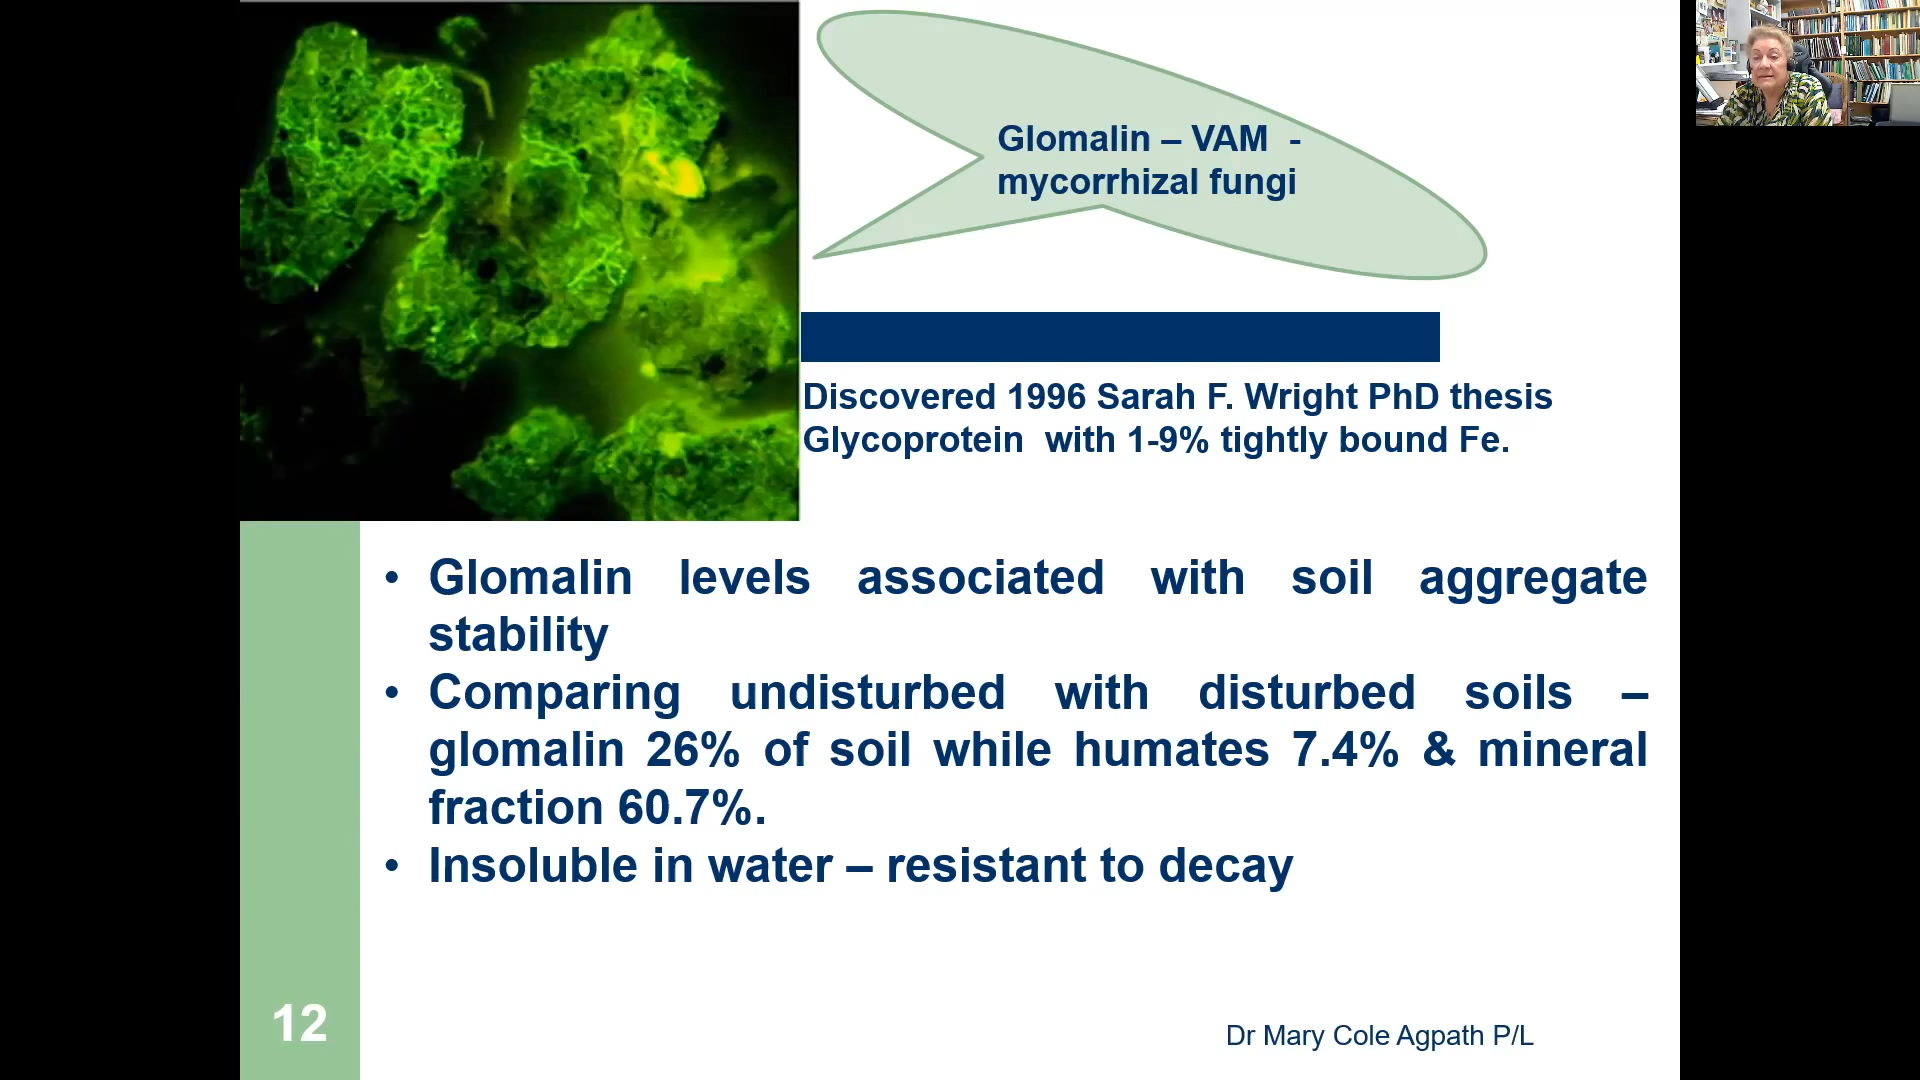 Glomalin – VAM -
mycorrhizal fungi
Discovered 1996 Sarah F. Wright PhD thesis
Glycoprotein with 1-9% tightly bound Fe.
• Glomalin levels associated with soil aggregate
stability
• Comparing undisturbed with disturbed soils –
glomalin 26% of soil while humates 7.4% & mineral
fraction 60.7%.
• Insoluble in water – resistant to decay
12
Dr Mary Cole Agpath P/L